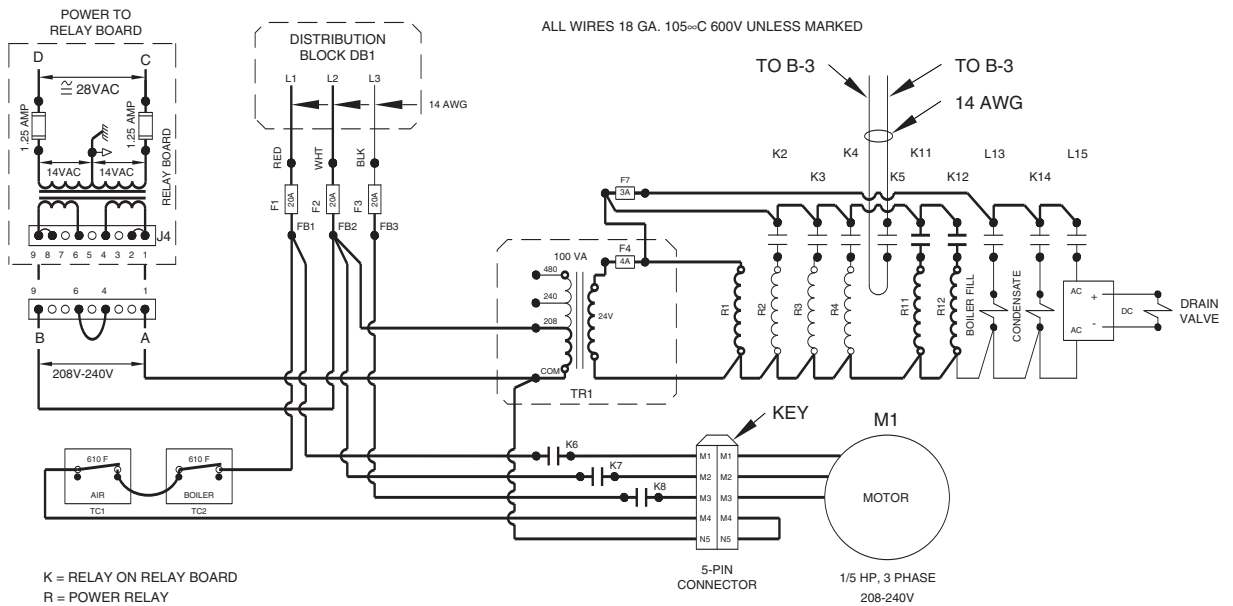 POWER TO
RELAY BOARD
D
C
≅ 28VAC
1.25 AMP
1.25 AMP
14VAC
14VAC
RELAY BOARD
J4
9 8 7 6 5 4 3 2 1
9 6 4 1
B
A
208V-240V
DISTRIBUTION
BLOCK DB1
L1 L2 L3
14 AWG
RED
WHT
BLK
F1
20A
F2
20A
F3
20A
FB1
FB2
FB3
ALL WIRES 18 GA. 105∞C 600V UNLESS MARKED
TO B-3
TO B-3
14 AWG
K2
K4
K11
L13
L15
K3
K5
K12
K14
F7
3A
100 VA
F4
4A
480
240
208
COM
24V
TR1
R1
R2
R3
R4
R11
R12
BOILER FILL
CONDENSATE
AC
+
AC
-
DC
DRAIN
VALVE
610 F
AIR
TC1
610 F
BOILER
TC2
K6
K7
K8
KEY
M1 M1
M2 M2
M3 M3
M4 M4
N5 N5
5-PIN
CONNECTOR
M1
MOTOR
1/5 HP, 3 PHASE
208-240V
K = RELAY ON RELAY BOARD
R = POWER RELAY